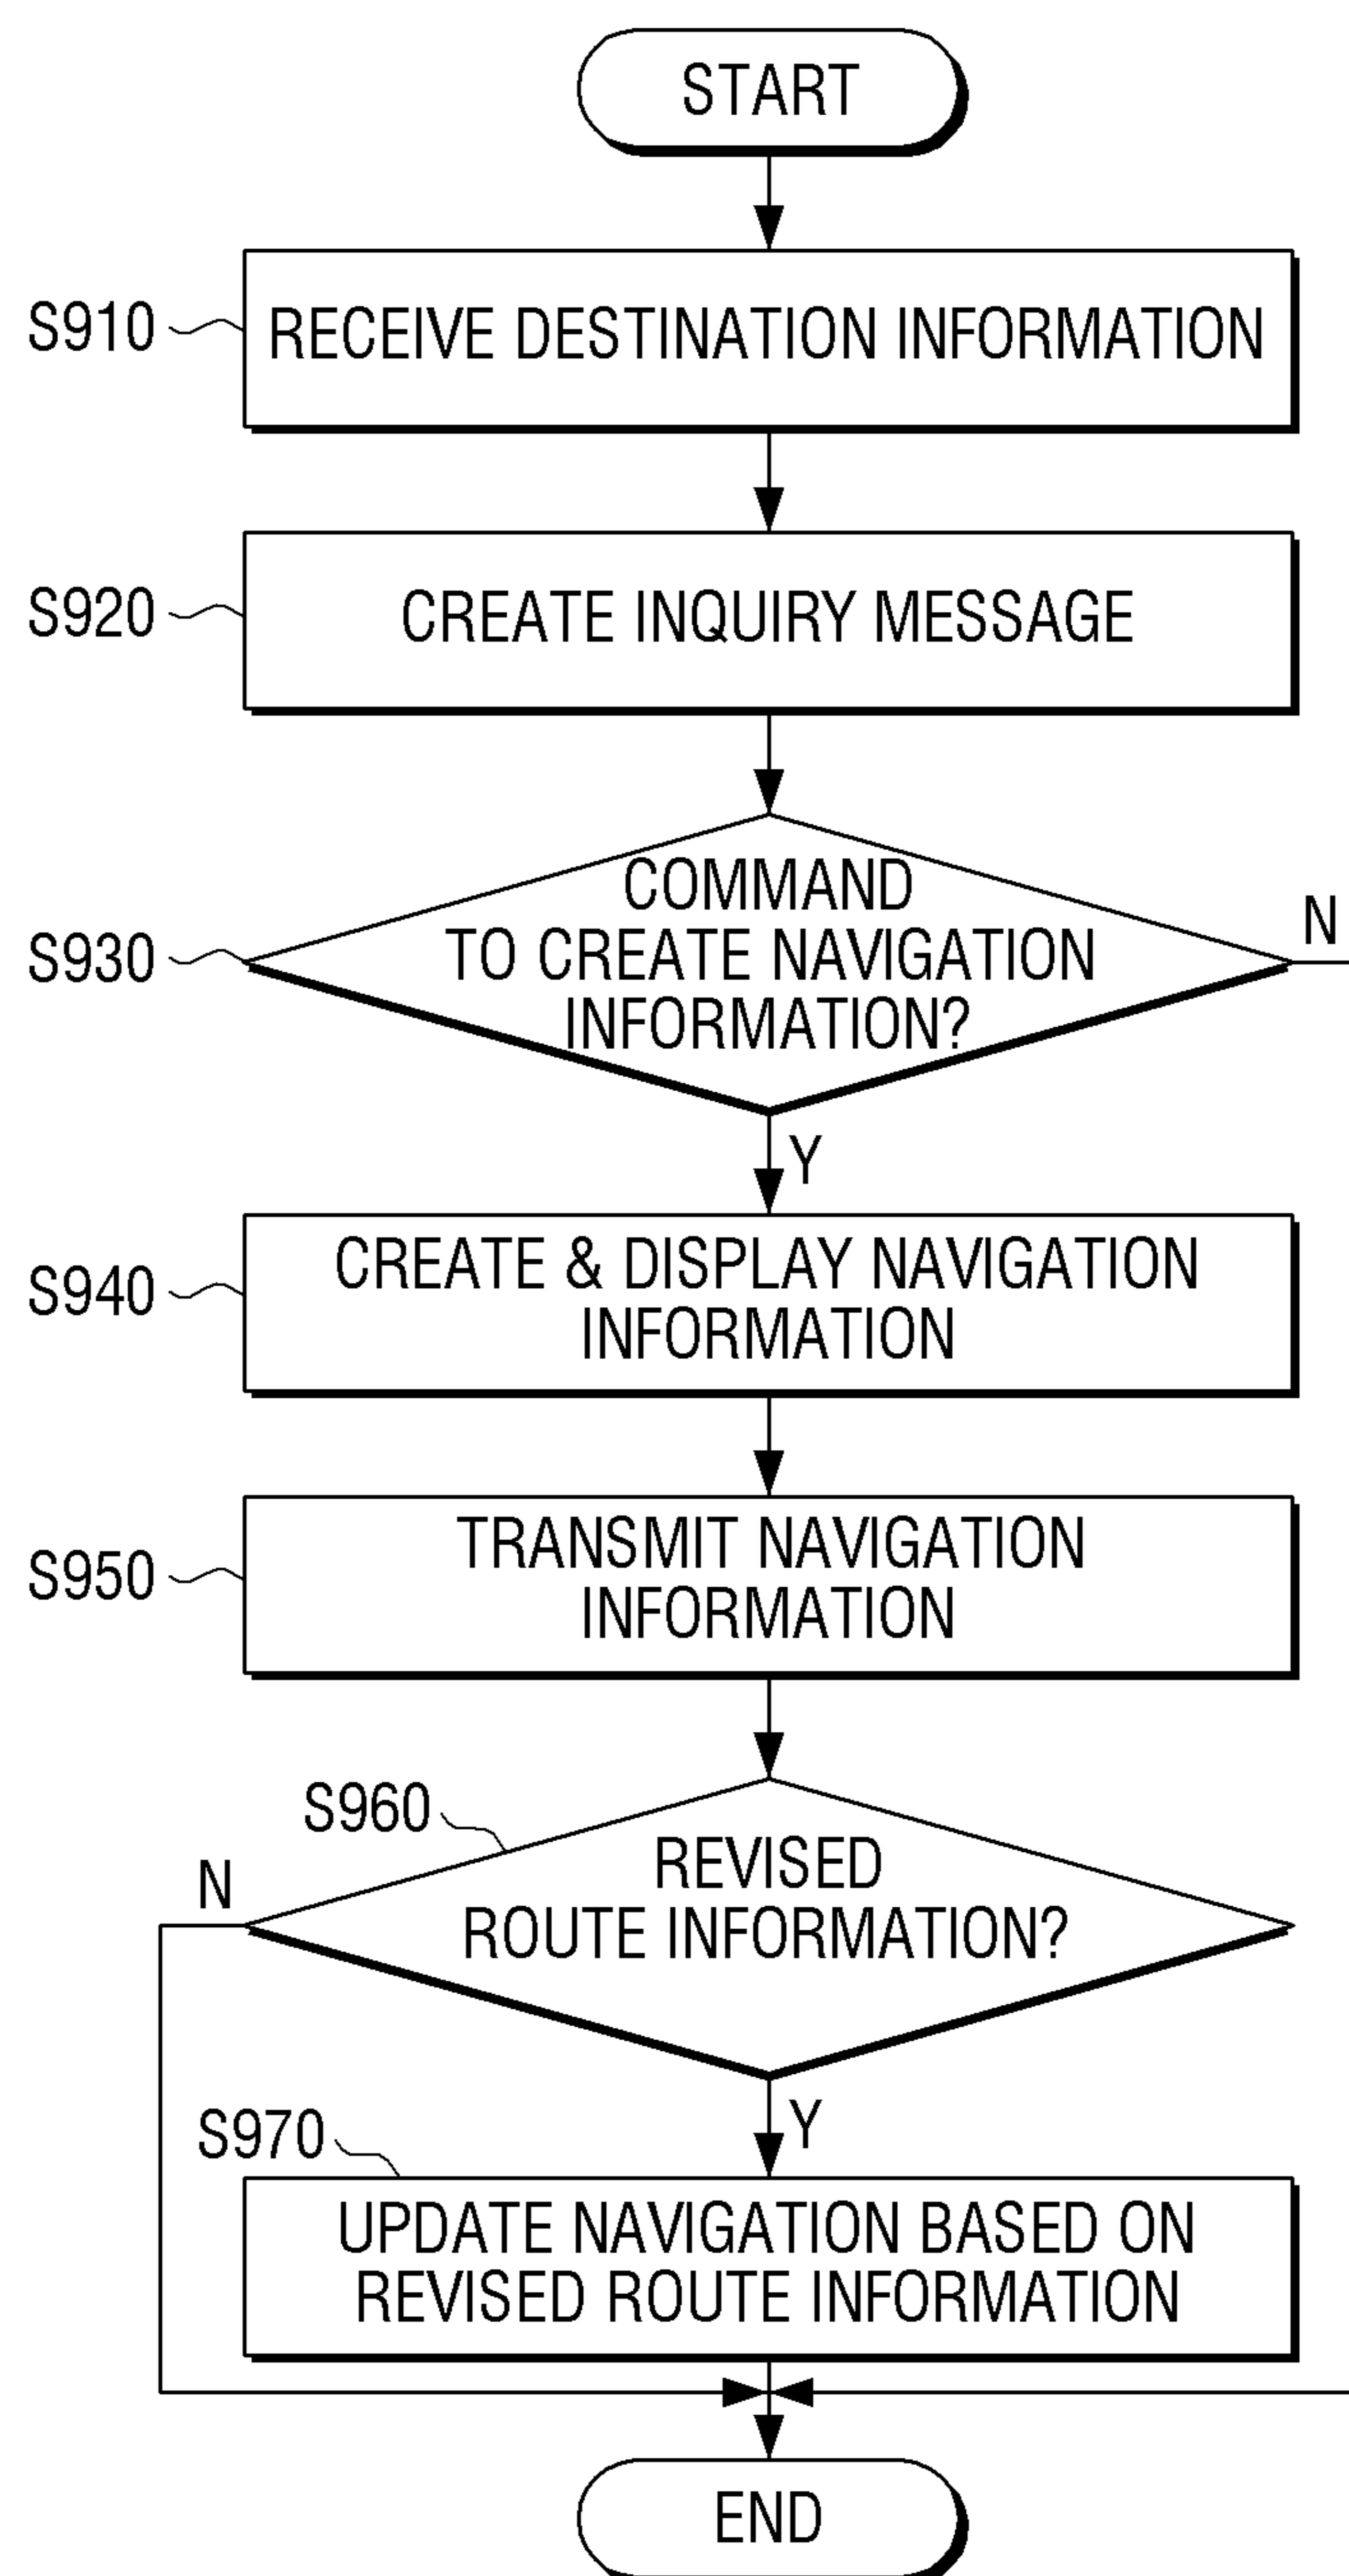 START
S910
RECEIVE DESTINATION INFORMATION
S920
CREATE INQUIRY MESSAGE
S930
COMMAND
TO CREATE NAVIGATION
INFORMATION?
N
Y
S940
CREATE & DISPLAY NAVIGATION
INFORMATION
S950
TRANSMIT NAVIGATION
INFORMATION
S960
N
REVISED
ROUTE INFORMATION?
Y
S970
UPDATE NAVIGATION BASED ON
REVISED ROUTE INFORMATION
END